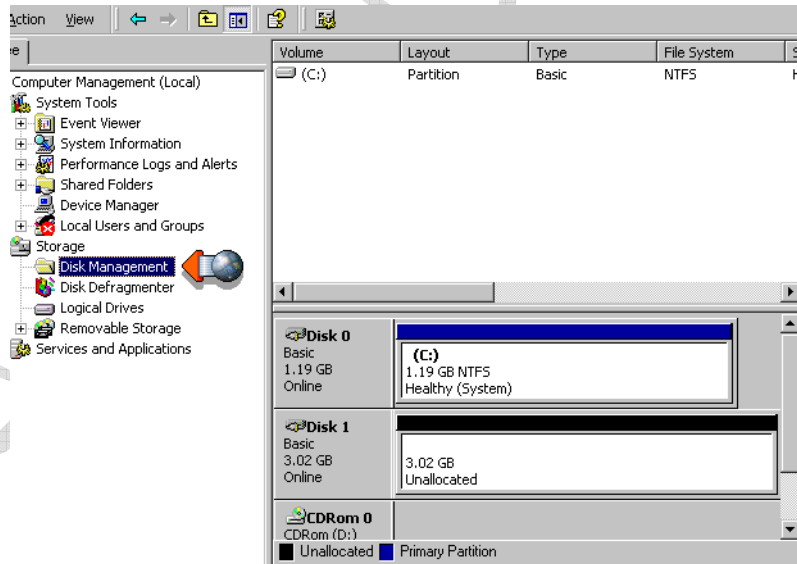 Action View
Volume Layout Type File System
(C:) Partition Basic NTFS
Computer Management (Local)
System Tools
Event Viewer
System Information
Performance Logs and Alerts
Shared Folders
Device Manager
Local Users and Groups
Storage
Disk Management
Disk Defragmenter
Logical Drives
Removable Storage
Services and Applications
Disk 0
Basic
1.19 GB
Online
(C:)
1.19 GB NTFS
Healthy (System)
Disk 1
Basic
3.02 GB
Online
3.02 GB
Unallocated
CDRom 0
CDRom (D:)
Unallocated Primary Partition